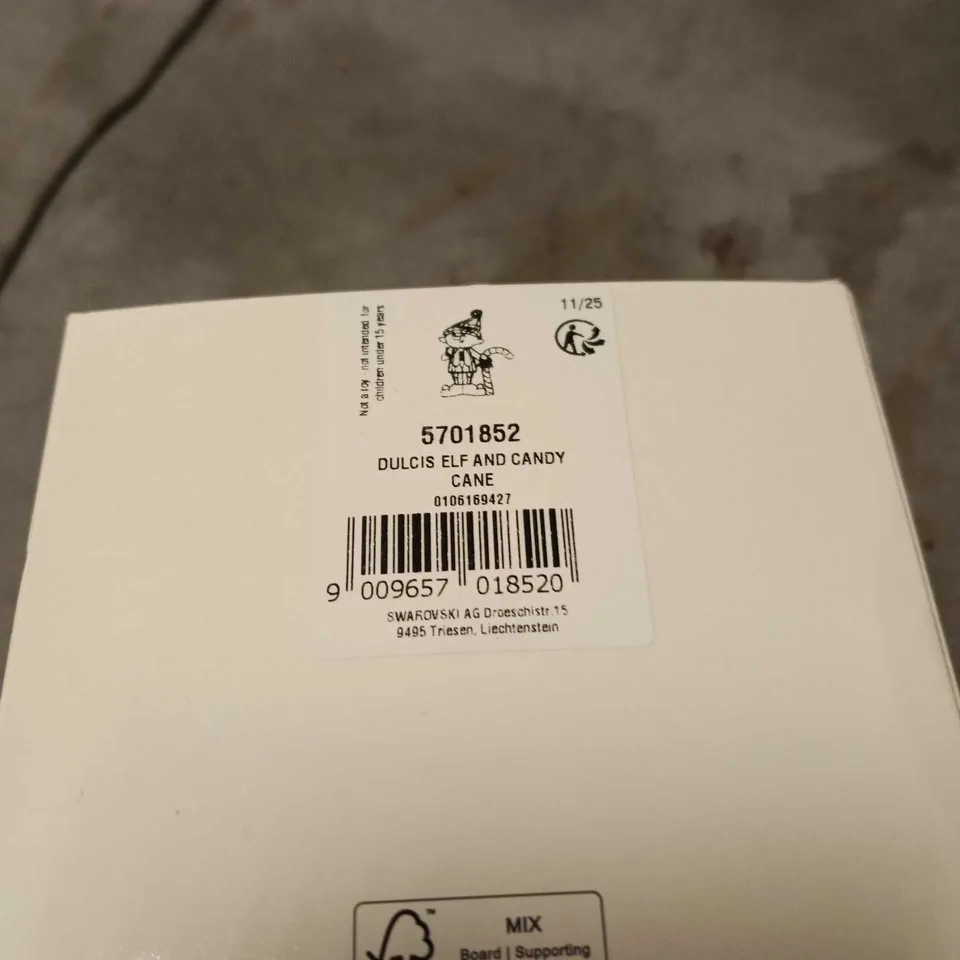 Not a toy - not intended for
children under 15 years
11/25
5701852
DULCIS ELF AND CANDY
CANE
0106169427
9 009657 018520
SWAROVSKI AG Droeschistr.15
9495 Triesen, Liechtenstein
MIX
Board | Supporting